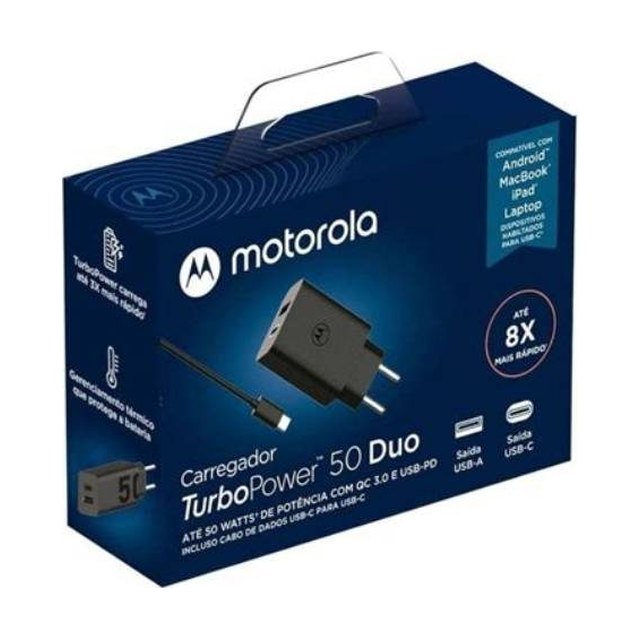 motorola
COMPATÍVEL COM
Android™
MacBook
iPad
Laptop
DISPOSITIVOS
HABILITADOS
PARA USB-C
TurboPower carrega
até 3X mais rápido
Gerenciamento térmico
que protege a bateria
50
ATÉ
8X
MAIS RÁPIDO
Saída
USB-A
Saída
USB-C
Carregador
TurboPower™ 50 Duo
ATÉ 50 WATTS DE POTÊNCIA COM QC 3.0 E USB-PD
INCLUSO CABO DE DADOS USB-C PARA USB-C